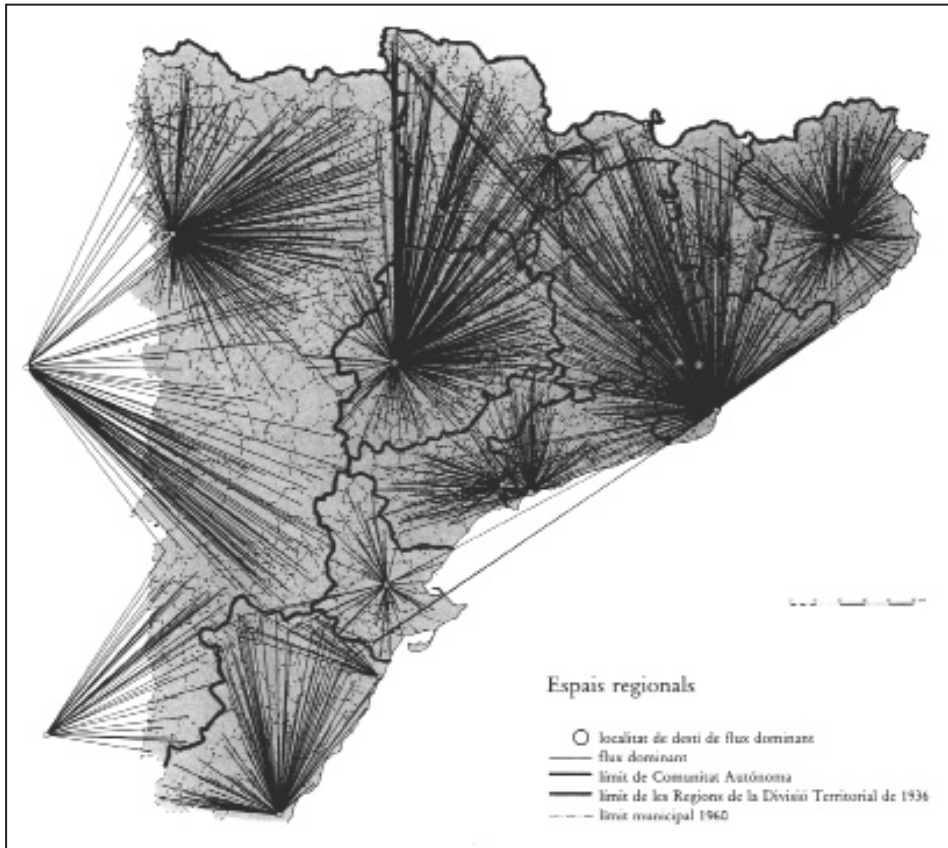 Espais regionals
localitat de destí de flux dominant
flux dominant
límit de Comunitat Autónoma
límit de les Regions de la Divisió Territorial de 1936
límit municipal 1960